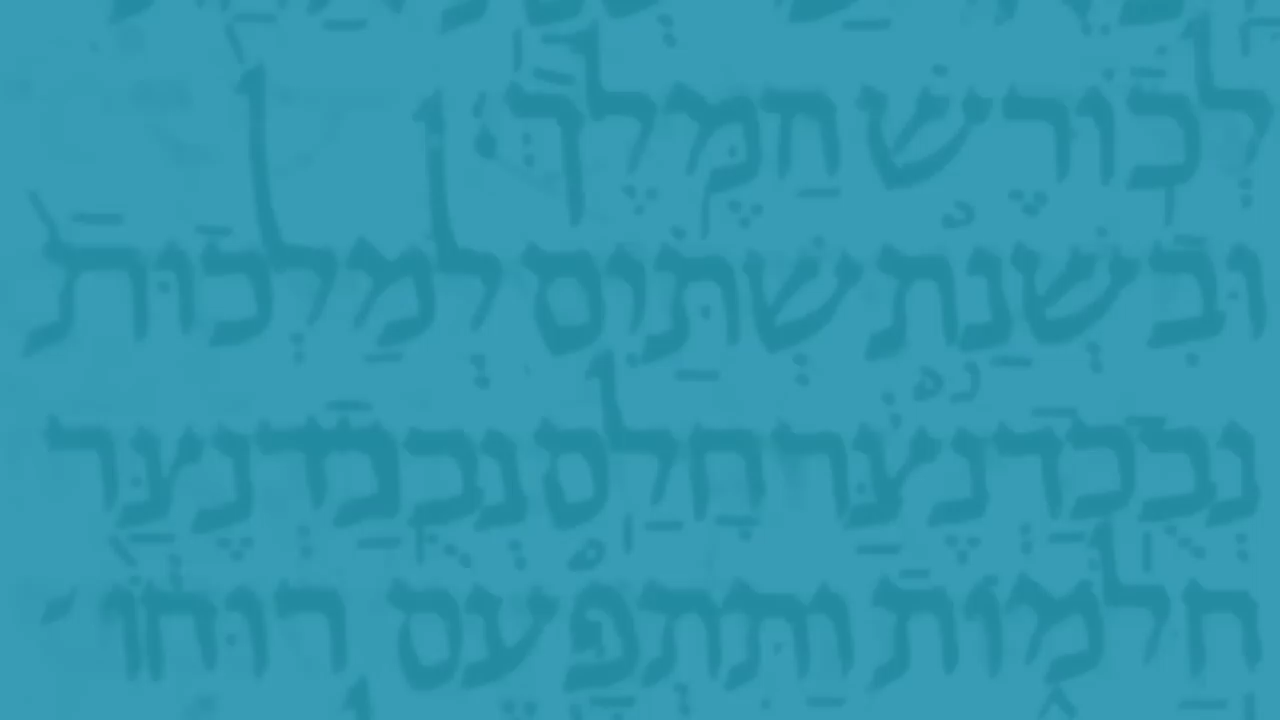 לכורש המלך
ובשנת שתים למלכות
נבכדנצר חלם נבכדנצר
חלמות ותתפעם רוחו